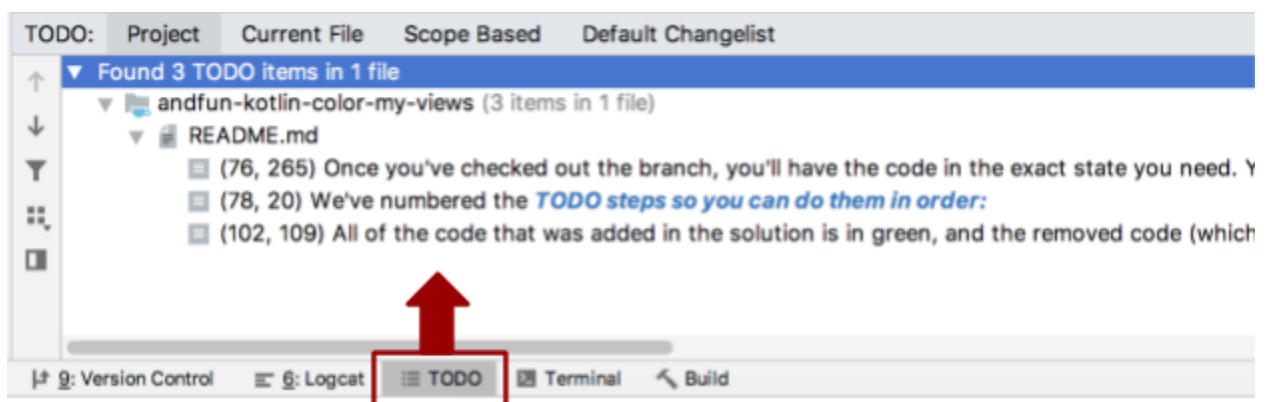 TODO: Project Current File Scope Based Default Changelist
Found 3 TODO items in 1 file
andfun-kotlin-color-my-views (3 items in 1 file)
README.md
(76, 265) Once you've checked out the branch, you'll have the code in the exact state you need. Y
(78, 20) We've numbered the TODO steps so you can do them in order:
(102, 109) All of the code that was added in the solution is in green, and the removed code (which
9: Version Control 6: Logcat TODO Terminal Build